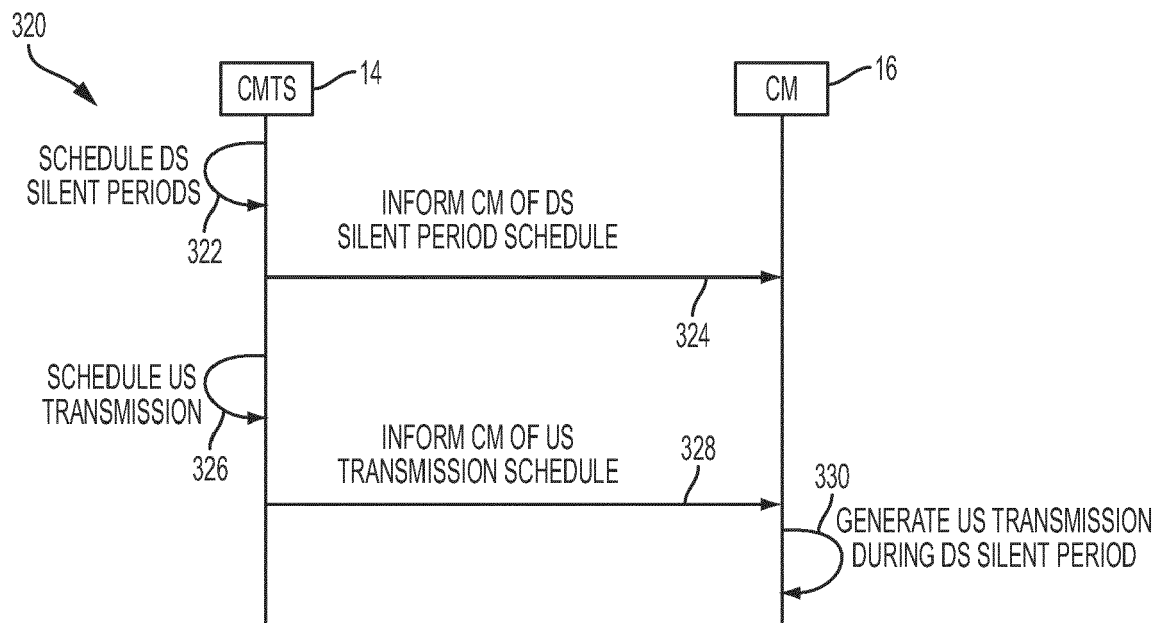 320
CMTS
14
CM
16
SCHEDULE DS
SILENT PERIODS
322
INFORM CM OF DS
SILENT PERIOD SCHEDULE
324
SCHEDULE US
TRANSMISSION
326
INFORM CM OF US
TRANSMISSION SCHEDULE
328
330
GENERATE US TRANSMISSION
DURING DS SILENT PERIOD